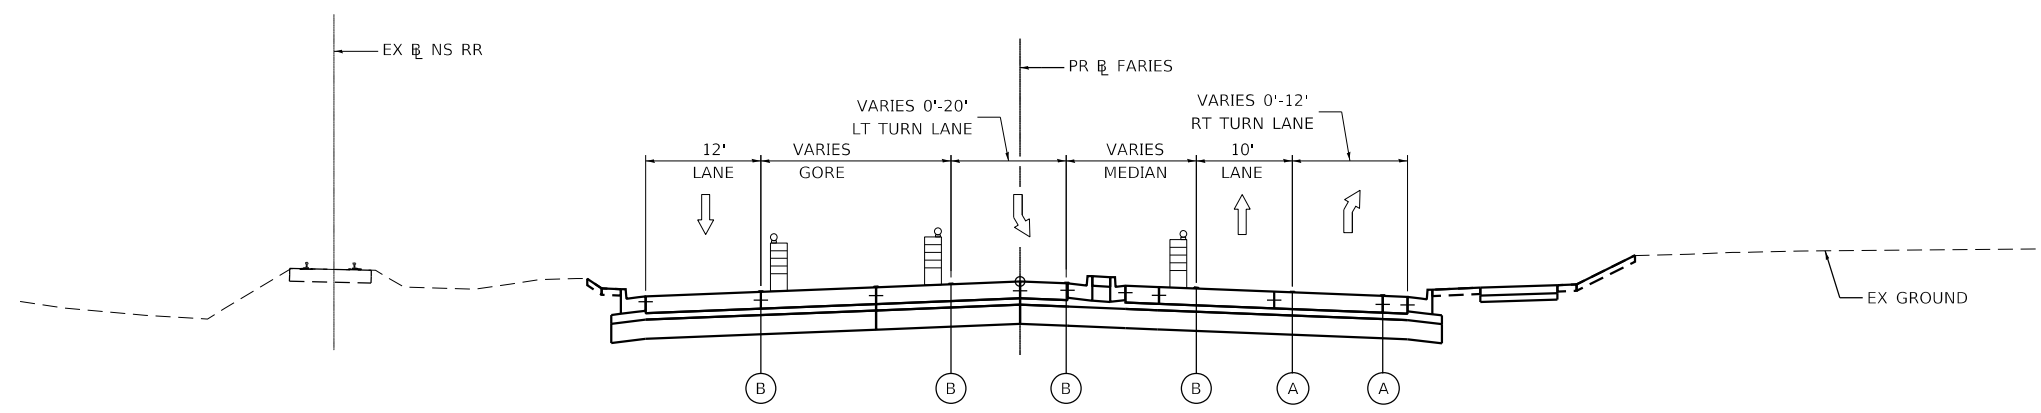 EX ⅊ NS RR
PR ⅊ FARIES
VARIES 0'-20'
LT TURN LANE
VARIES 0'-12'
RT TURN LANE
12'
LANE
VARIES
GORE
VARIES
MEDIAN
10'
LANE
EX GROUND
B
B
B
B
A
A